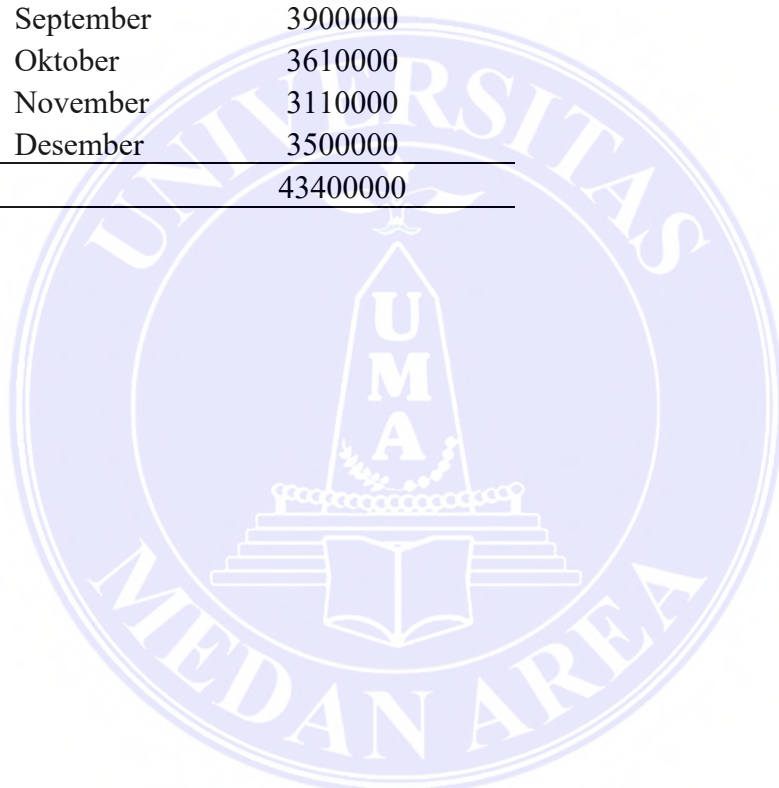 September 3900000
Oktober 3610000
November 3110000
Desember 3500000
43400000
UNIVERSITAS
UMA
MEDAN AREA